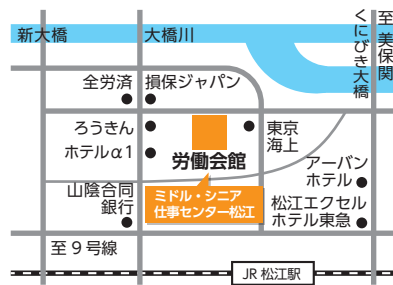 新大橋
大橋川
くにびき大橋
至 美保関
全労済
損保ジャパン
ろうきん
ホテルα1
労働会館
東京
海上
アーバン
ホテル
山陰合同
銀行
ミドル・シニア
仕事センター松江
松江エクセル
ホテル東急
至9号線
JR 松江駅